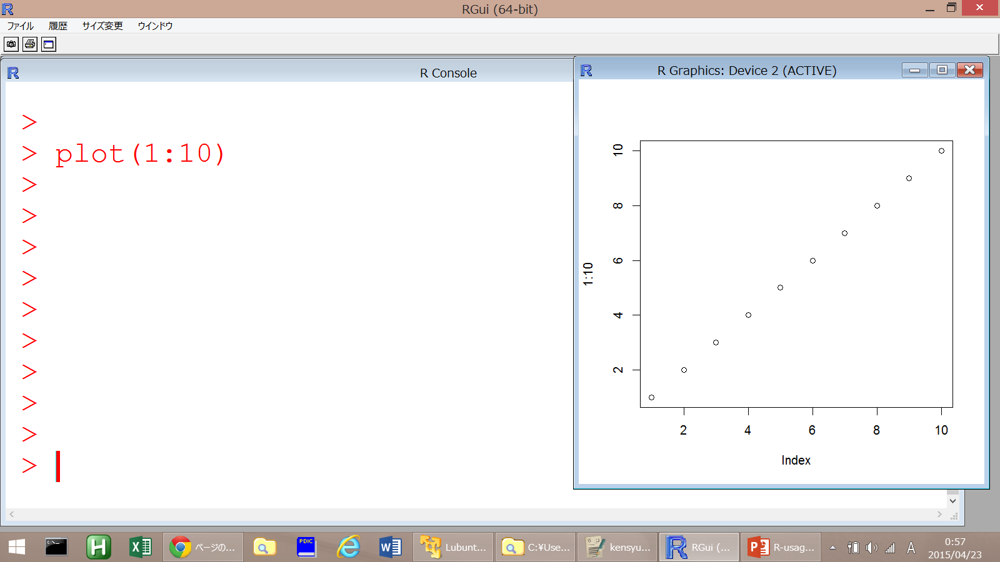 RGui (64-bit)
ファイル 履歴 サイズ変更 ウインドウ
R Console
>
> plot(1:10)
>
>
>
>
>
>
>
>
>
>
R Graphics: Device 2 (ACTIVE)
1:10
10
8
6
4
2
2 4 6 8 10
Index
C:\_
H
X
ページの...
PDIC
W
Lubunt...
C:¥Use...
kensyu...
R
RGui (...
P
R-usag...
A
0:57
2015/04/23